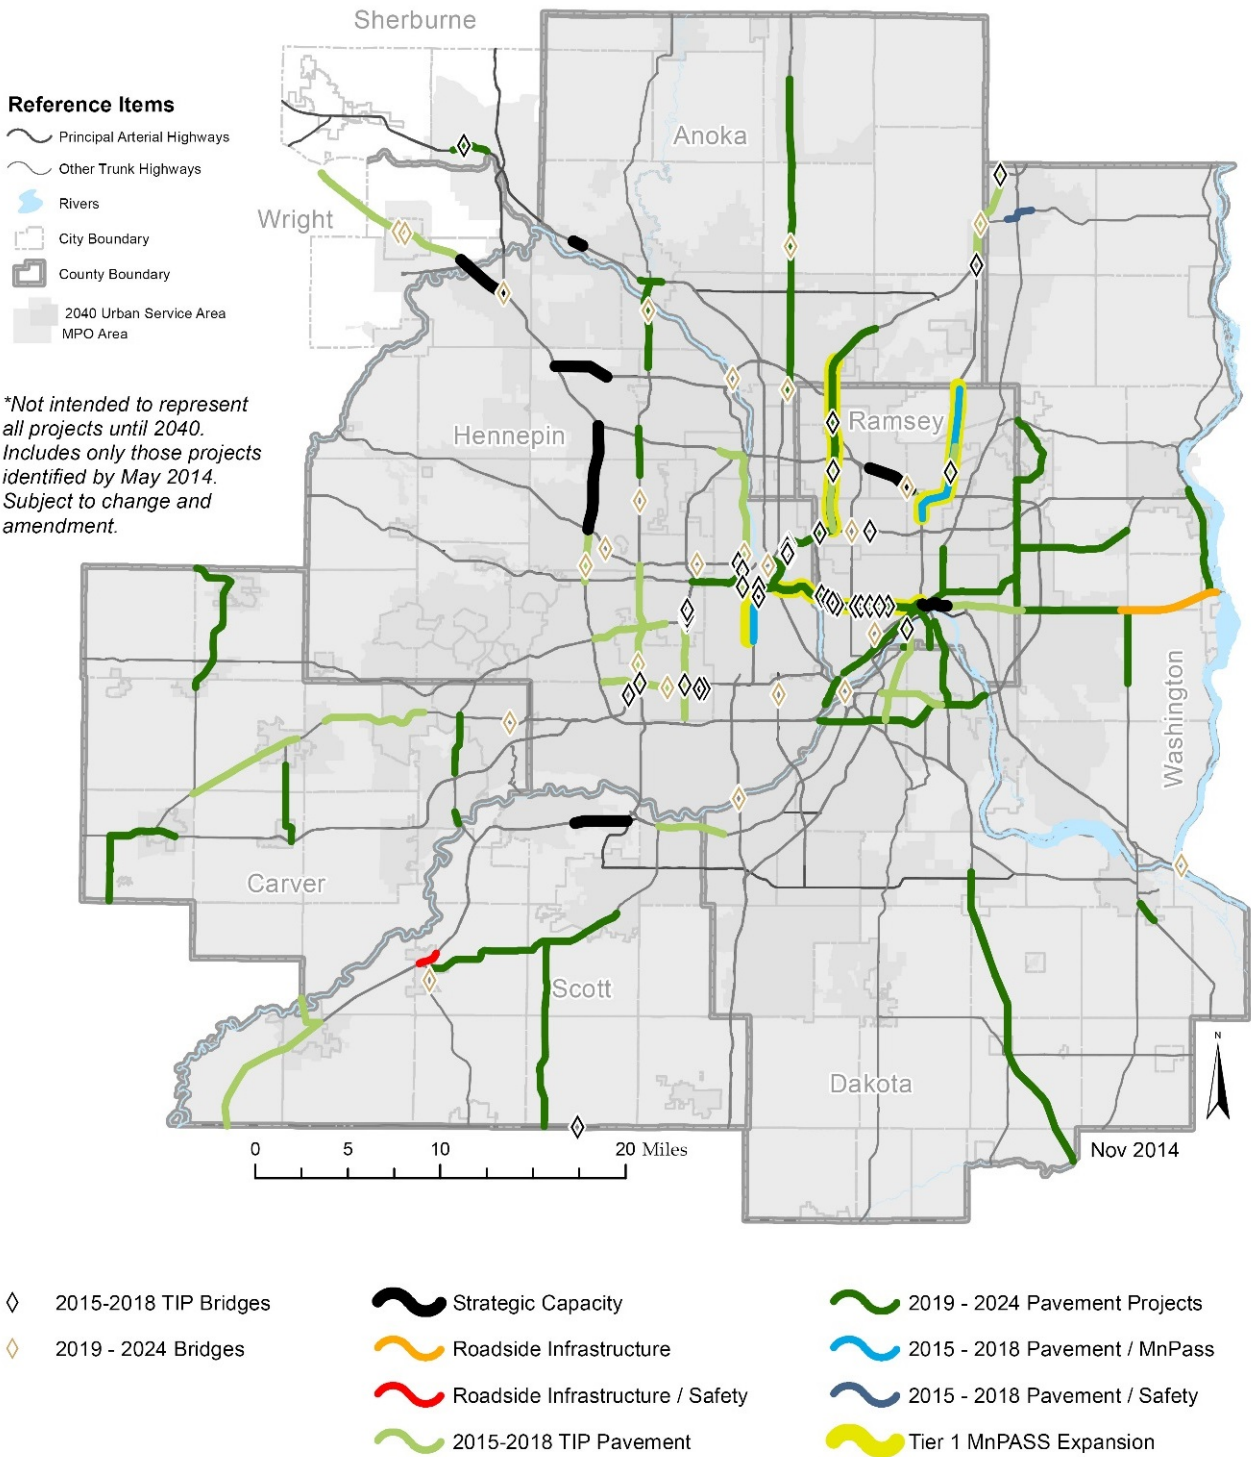 Sherburne
Reference Items
Principal Arterial Highways
Other Trunk Highways
Rivers
City Boundary
County Boundary
2040 Urban Service Area
MPO Area
Anoka
Wright
*Not intended to represent
all projects until 2040.
Includes only those projects
identified by May 2014.
Subject to change and
amendment.
Hennepin
Ramsey
Washington
Carver
Scott
Dakota
N
0 5 10 20 Miles
Nov 2014
2015-2018 TIP Bridges
2019 - 2024 Bridges
Strategic Capacity
Roadside Infrastructure
Roadside Infrastructure / Safety
2015-2018 TIP Pavement
2019 - 2024 Pavement Projects
2015 - 2018 Pavement / MnPass
2015 - 2018 Pavement / Safety
Tier 1 MnPASS Expansion